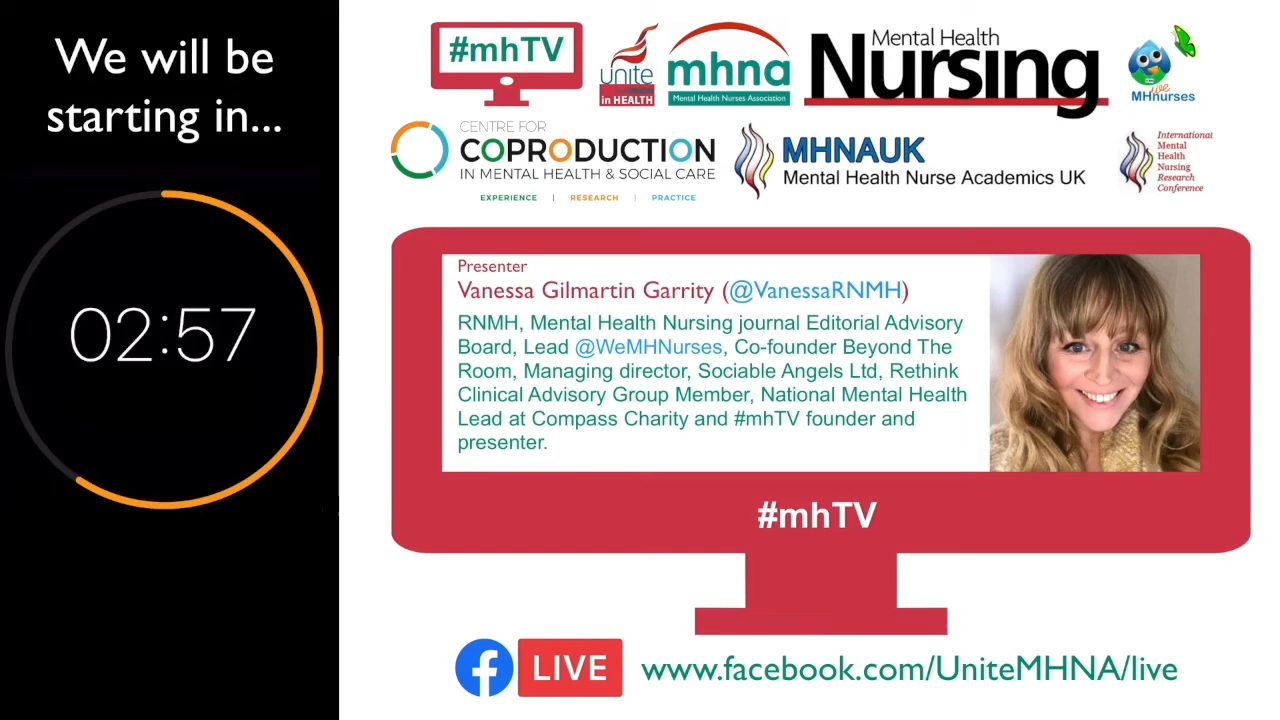 We will be
starting in...
02:57
#mhTV
unite
in HEALTH
mhna
Mental Health Nurses Association
Mental Health
Nursing
we
MHnurses
CENTRE FOR
COPRODUCTION
IN MENTAL HEALTH & SOCIAL CARE
EXPERIENCE | RESEARCH | PRACTICE
MHNAUK
Mental Health Nurse Academics UK
International
Mental
Health
Nursing
Research
Conference
Presenter
Vanessa Gilmartin Garrity (@VanessaRNMH)
RNMH, Mental Health Nursing journal Editorial Advisory
Board, Lead @WeMHNurses, Co-founder Beyond The
Room, Managing director, Sociable Angels Ltd, Rethink
Clinical Advisory Group Member, National Mental Health
Lead at Compass Charity and #mhTV founder and
presenter.
#mhTV
f LIVE www.facebook.com/UniteMHNA/live